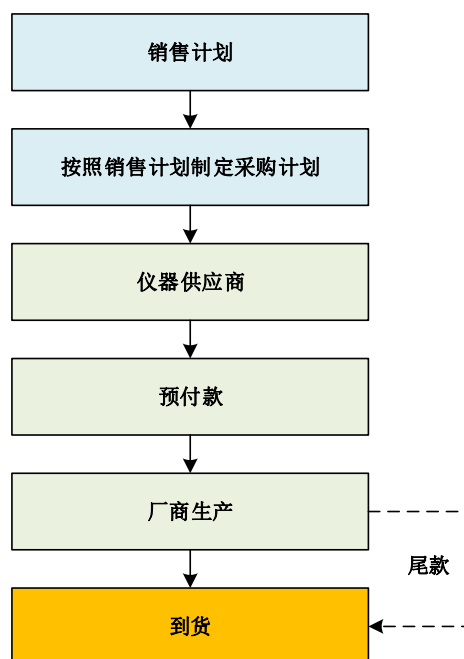 销售计划
按照销售计划制定采购计划
仪器供应商
预付款
厂商生产
尾款
到货